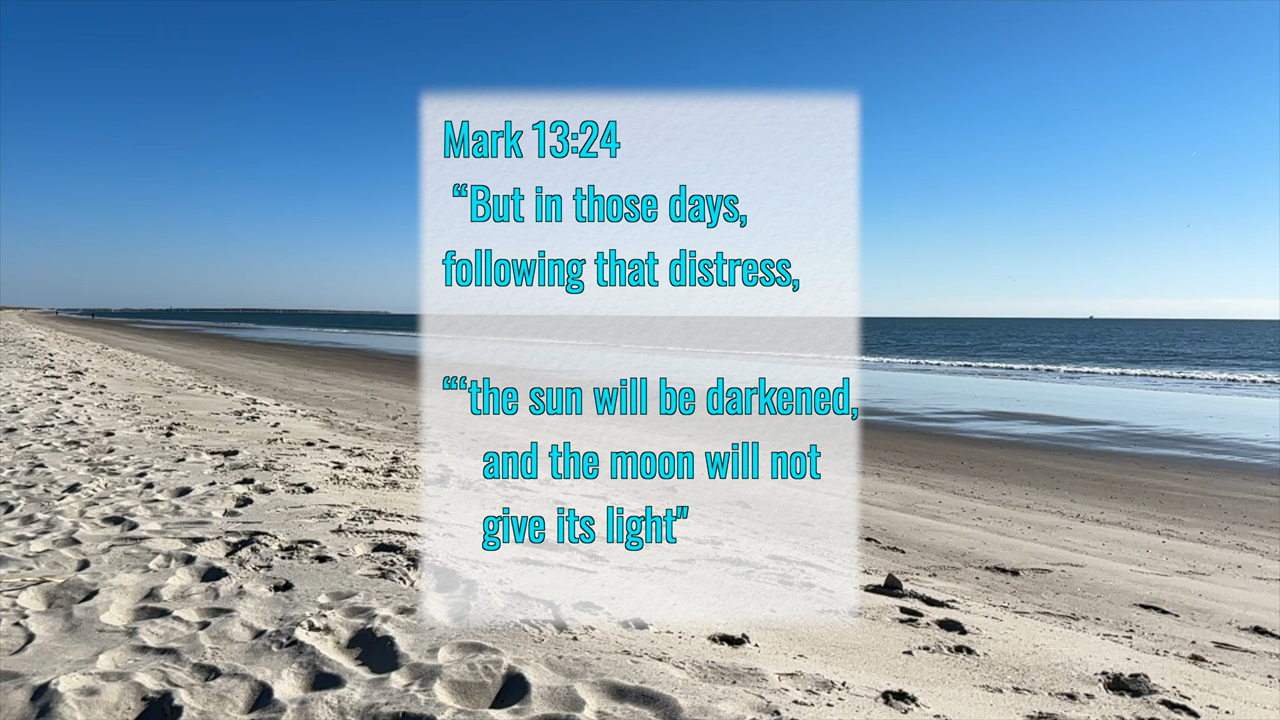 Mark 13:24
“But in those days,
following that distress,
“‘the sun will be darkened,
and the moon will not
give its light"